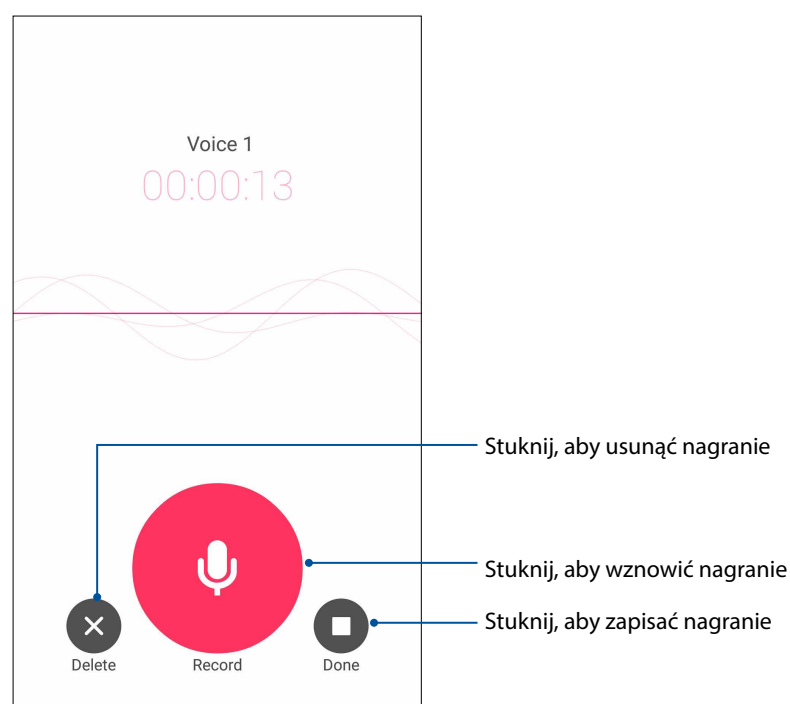 Voice 1
00:00:13
Stuknij, aby usunąć nagranie
Stuknij, aby wznowić nagranie
Stuknij, aby zapisać nagranie
Delete
Record
Done